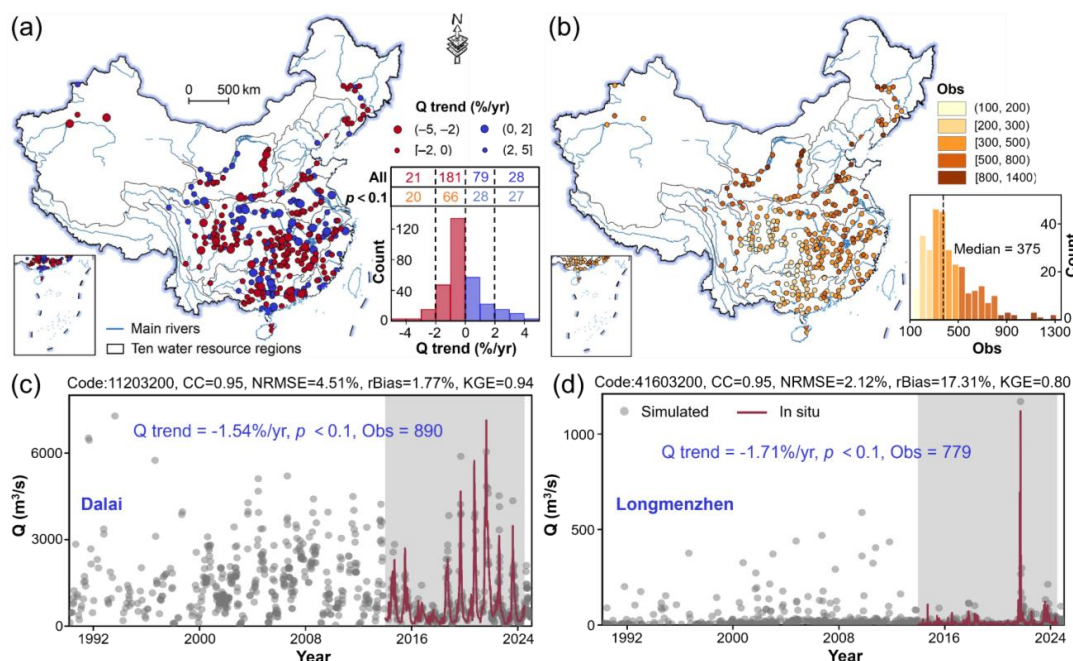 (a)
N
0 500 km
Q trend (%/yr)
(−5, −2) (0, 2]
[−2, 0) (2, 5]
All 21 181 79 28
p < 0.1 20 66 28 27
120
80
40
0
Count
-4 -2 0 2 4
Q trend (%/yr)
Main rivers
Ten water resource regions
(b)
Obs
(100, 200)
[200, 300)
[300, 500)
[500, 800)
[800, 1400)
Median = 375
40
20
0
Count
100 500 900 1300
Obs
(c)
Code:11203200, CC=0.95, NRMSE=4.51%, rBias=1.77%, KGE=0.94
Q trend = -1.54%/yr, p < 0.1, Obs = 890
Dalai
6000
3000
0
Q (m³/s)
1992 2000 2008 2016 2024
Year
(d)
Code:41603200, CC=0.95, NRMSE=2.12%, rBias=17.31%, KGE=0.80
Simulated In situ
Q trend = -1.71%/yr, p < 0.1, Obs = 779
Longmenzhen
1000
500
0
Q (m³/s)
1992 2000 2008 2016 2024
Year